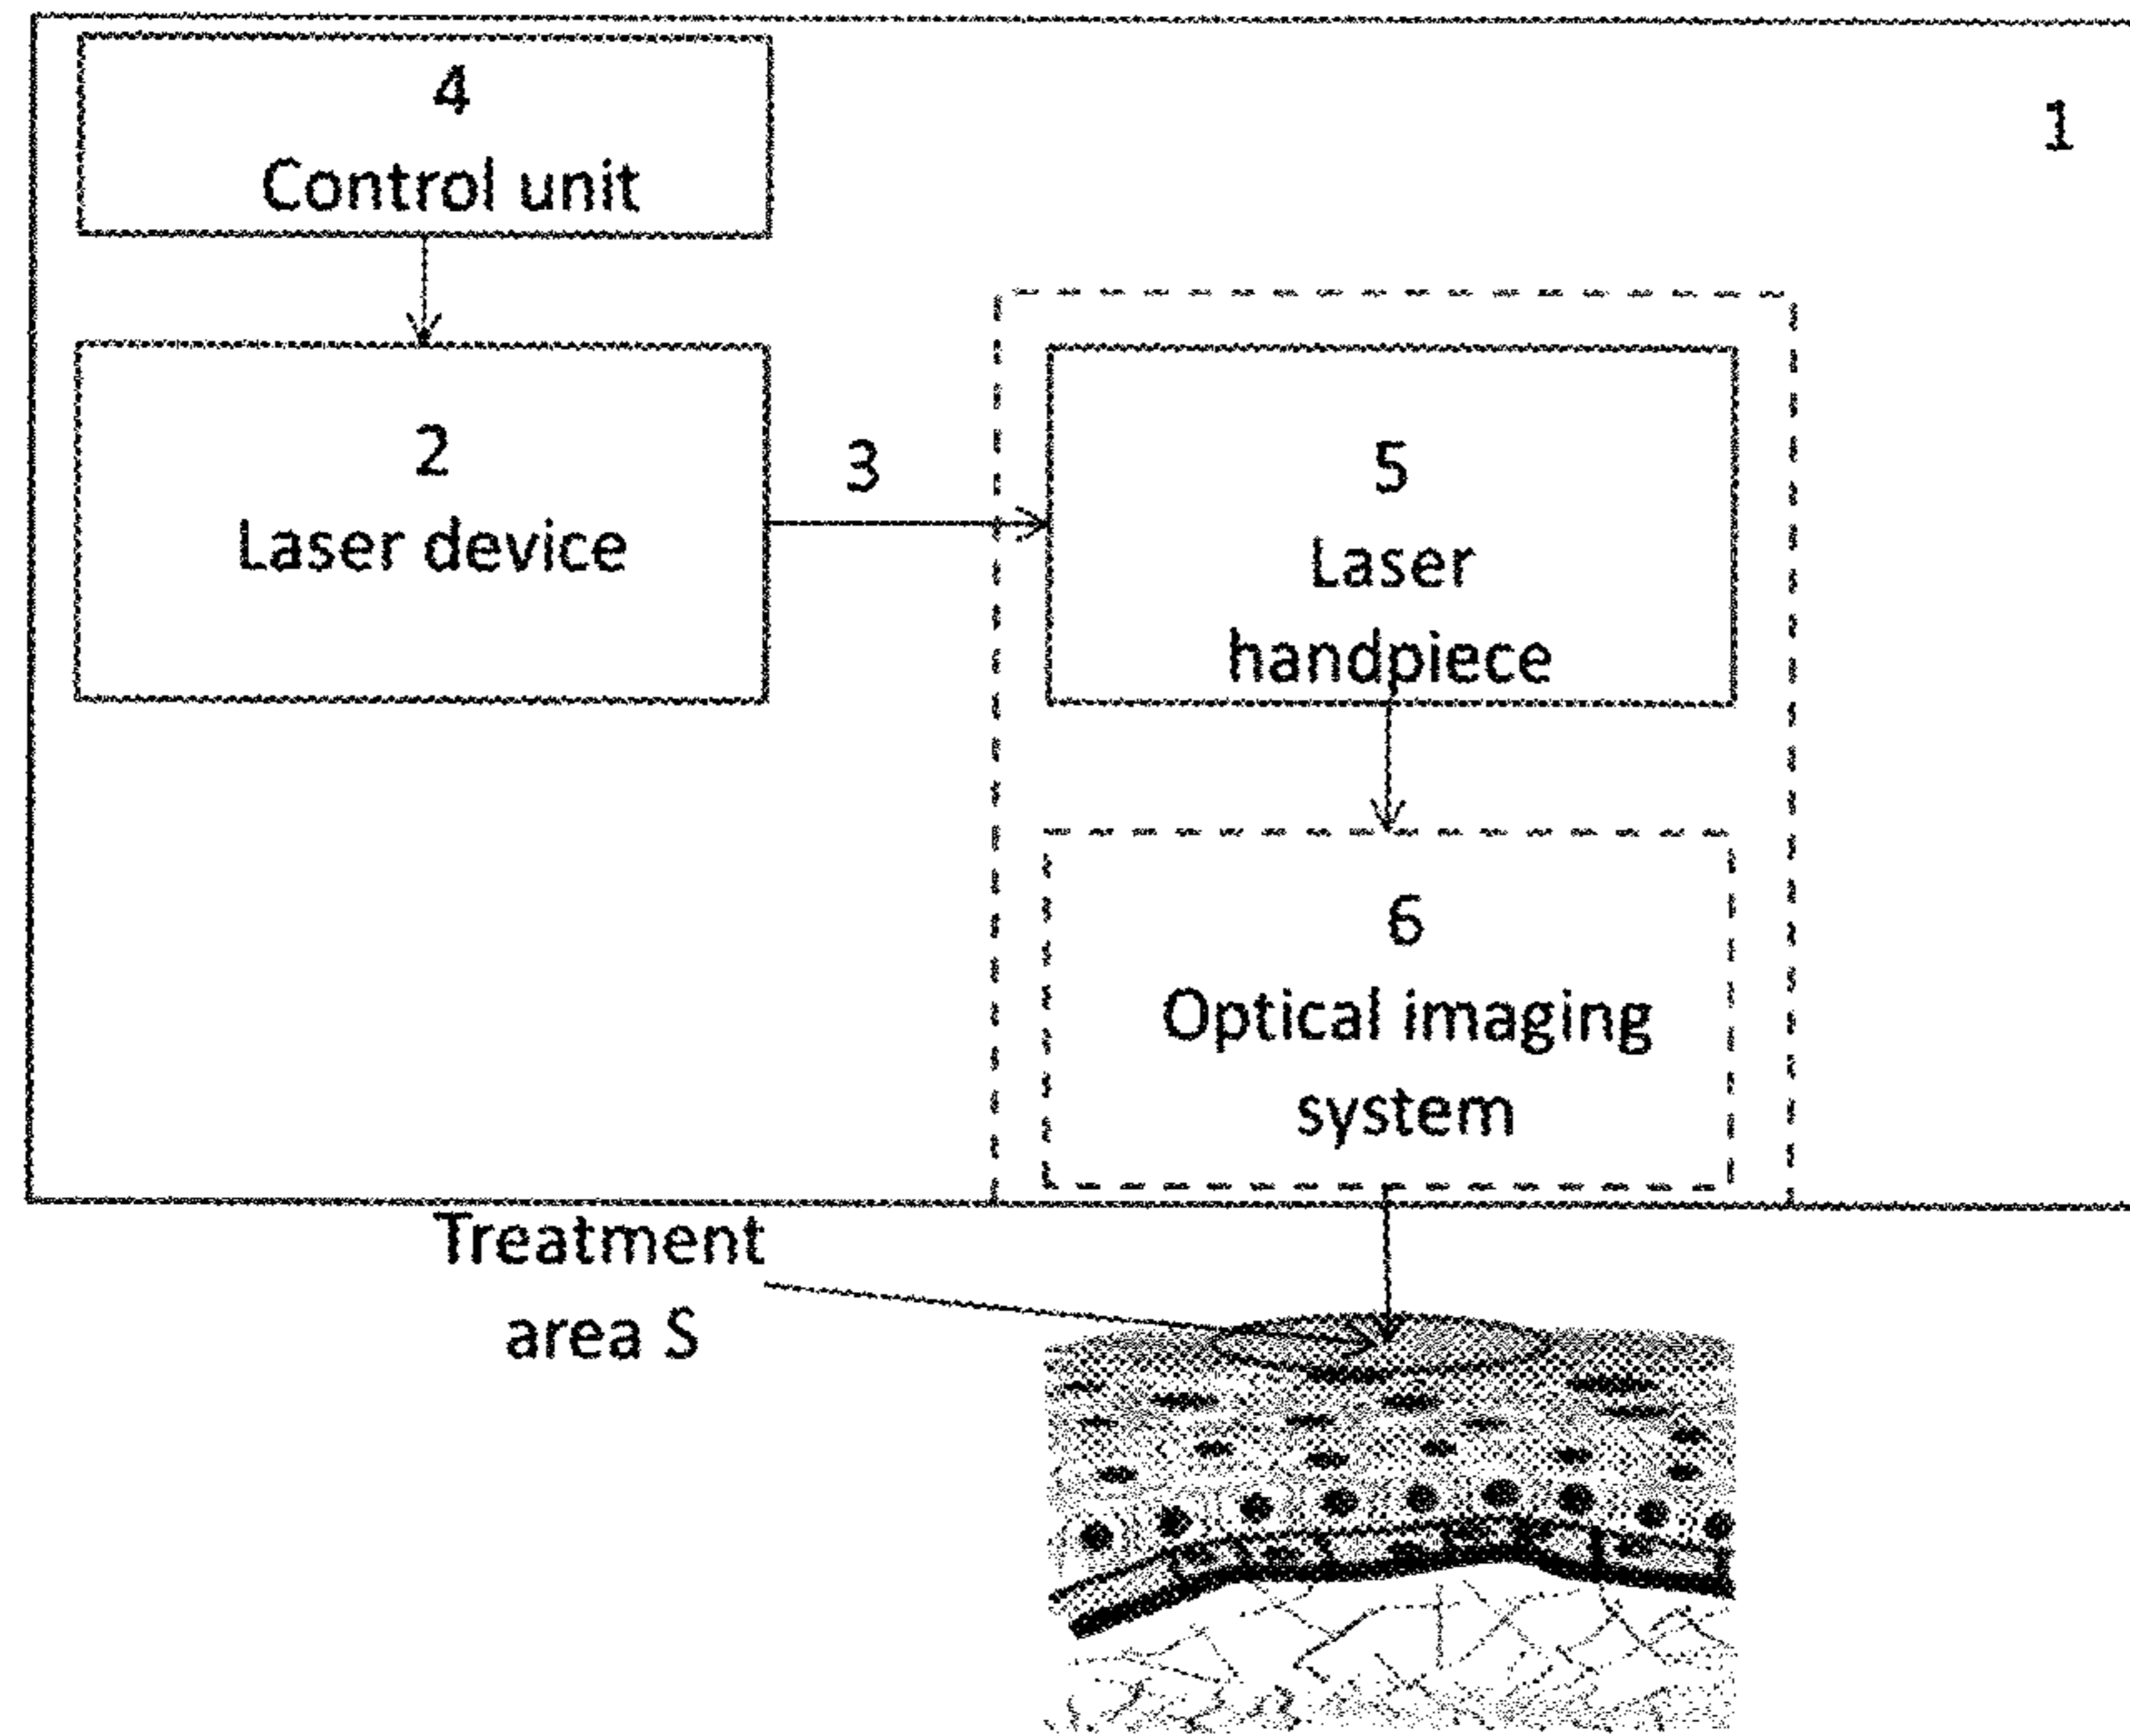 4
Control unit
1
2
Laser device
3
5
Laser
handpiece
6
Optical imaging
system
Treatment
area S